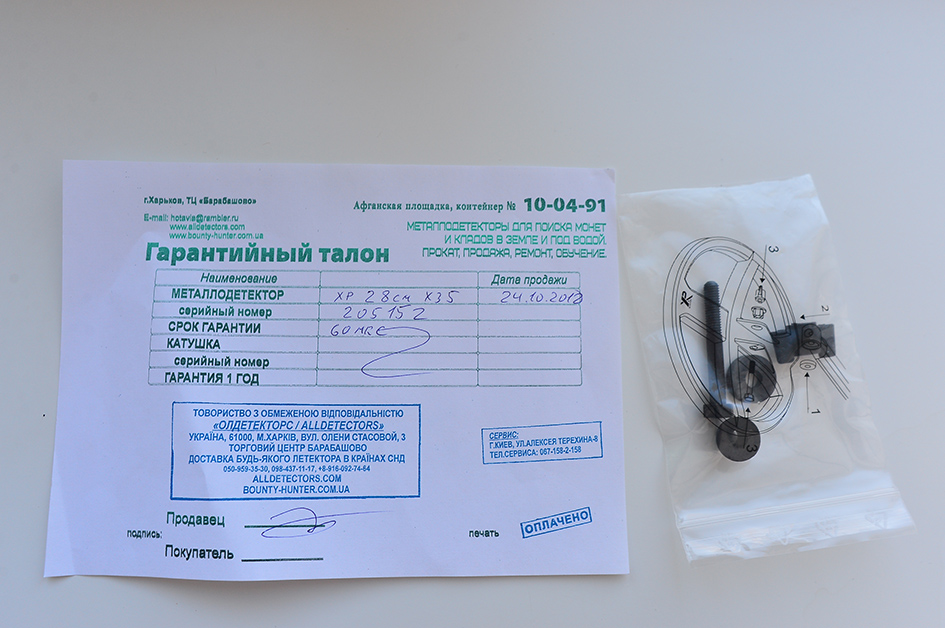 г.Харьков, ТЦ «Барабашово»
Афганская площадка, контейнер № 10-04-91
E-mail: hotavia@rambler.ru
www.alldetectors.com
www.bounty-hunter.com.ua
МЕТАЛЛОДЕТЕКТОРЫ ДЛЯ ПОИСКА МОНЕТ
И КЛАДОВ В ЗЕМЛЕ И ПОД ВОДОЙ.
ПРОКАТ, ПРОДАЖА, РЕМОНТ, ОБУЧЕНИЕ.
Гарантийный талон
Наименование Дата продажи
МЕТАЛЛОДЕТЕКТОР XP 28см X35 24.10.2018
серийный номер 205152
СРОК ГАРАНТИИ
КАТУШКА
серийный номер
ГАРАНТИЯ 1 ГОД
ТОВОРИСТВО З ОБМЕЖЕНОЮ ВІДПОВІДАЛЬНІСТЮ
«ОЛДЕТЕКТОРС / ALLDETECTORS»
УКРАЇНА, 61000, М.ХАРКІВ, ВУЛ. ОЛЕНИ СТАСОВОЙ, 3
ТОРГОВИЙ ЦЕНТР БАРАБАШОВО
ДОСТАВКА БУДЬ-ЯКОГО ЛЕТЕКТОРА В КРАЇНАХ СНД
050-959-35-30, 098-437-11-17, +8-916-092-74-64
ALLDETECTORS.COM
BOUNTY-HUNTER.COM.UA
СЕРВИС:
Г.КИЕВ, УЛ.АЛЕКСЕЯ ТЕРЕХИНА-8
ТЕЛ.СЕРВИСА: 067-158-2-158
Продавец
подпись: печать
ОПЛАЧЕНО
Покупатель
3
2
1
3